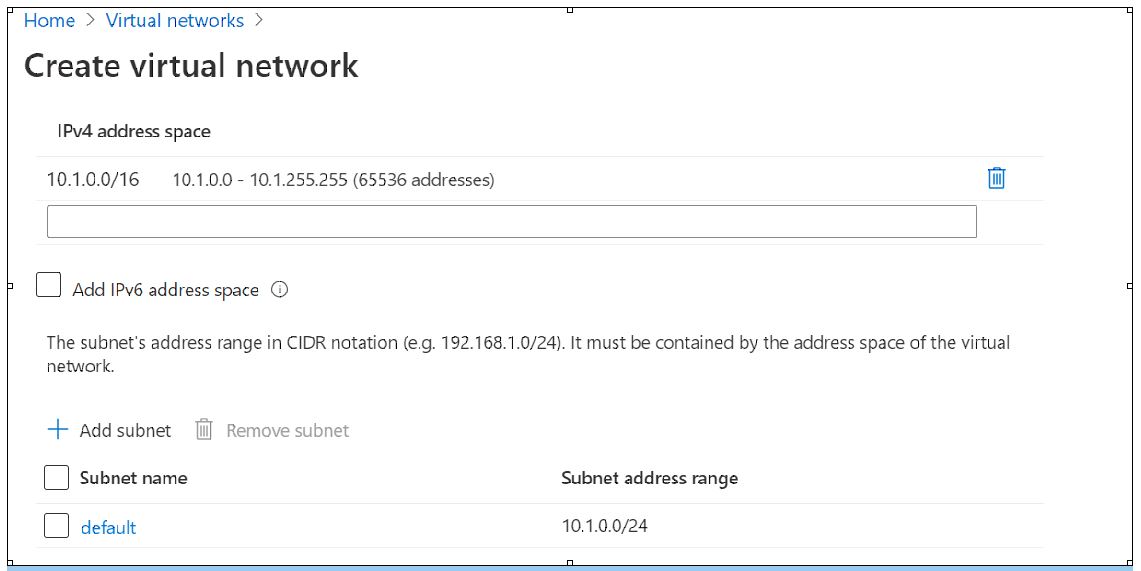 Home > Virtual networks >
Create virtual network
IPv4 address space
10.1.0.0/16 10.1.0.0 - 10.1.255.255 (65536 addresses)
Add IPv6 address space
The subnet's address range in CIDR notation (e.g. 192.168.1.0/24). It must be contained by the address space of the virtual
network.
Add subnet Remove subnet
Subnet name Subnet address range
default 10.1.0.0/24